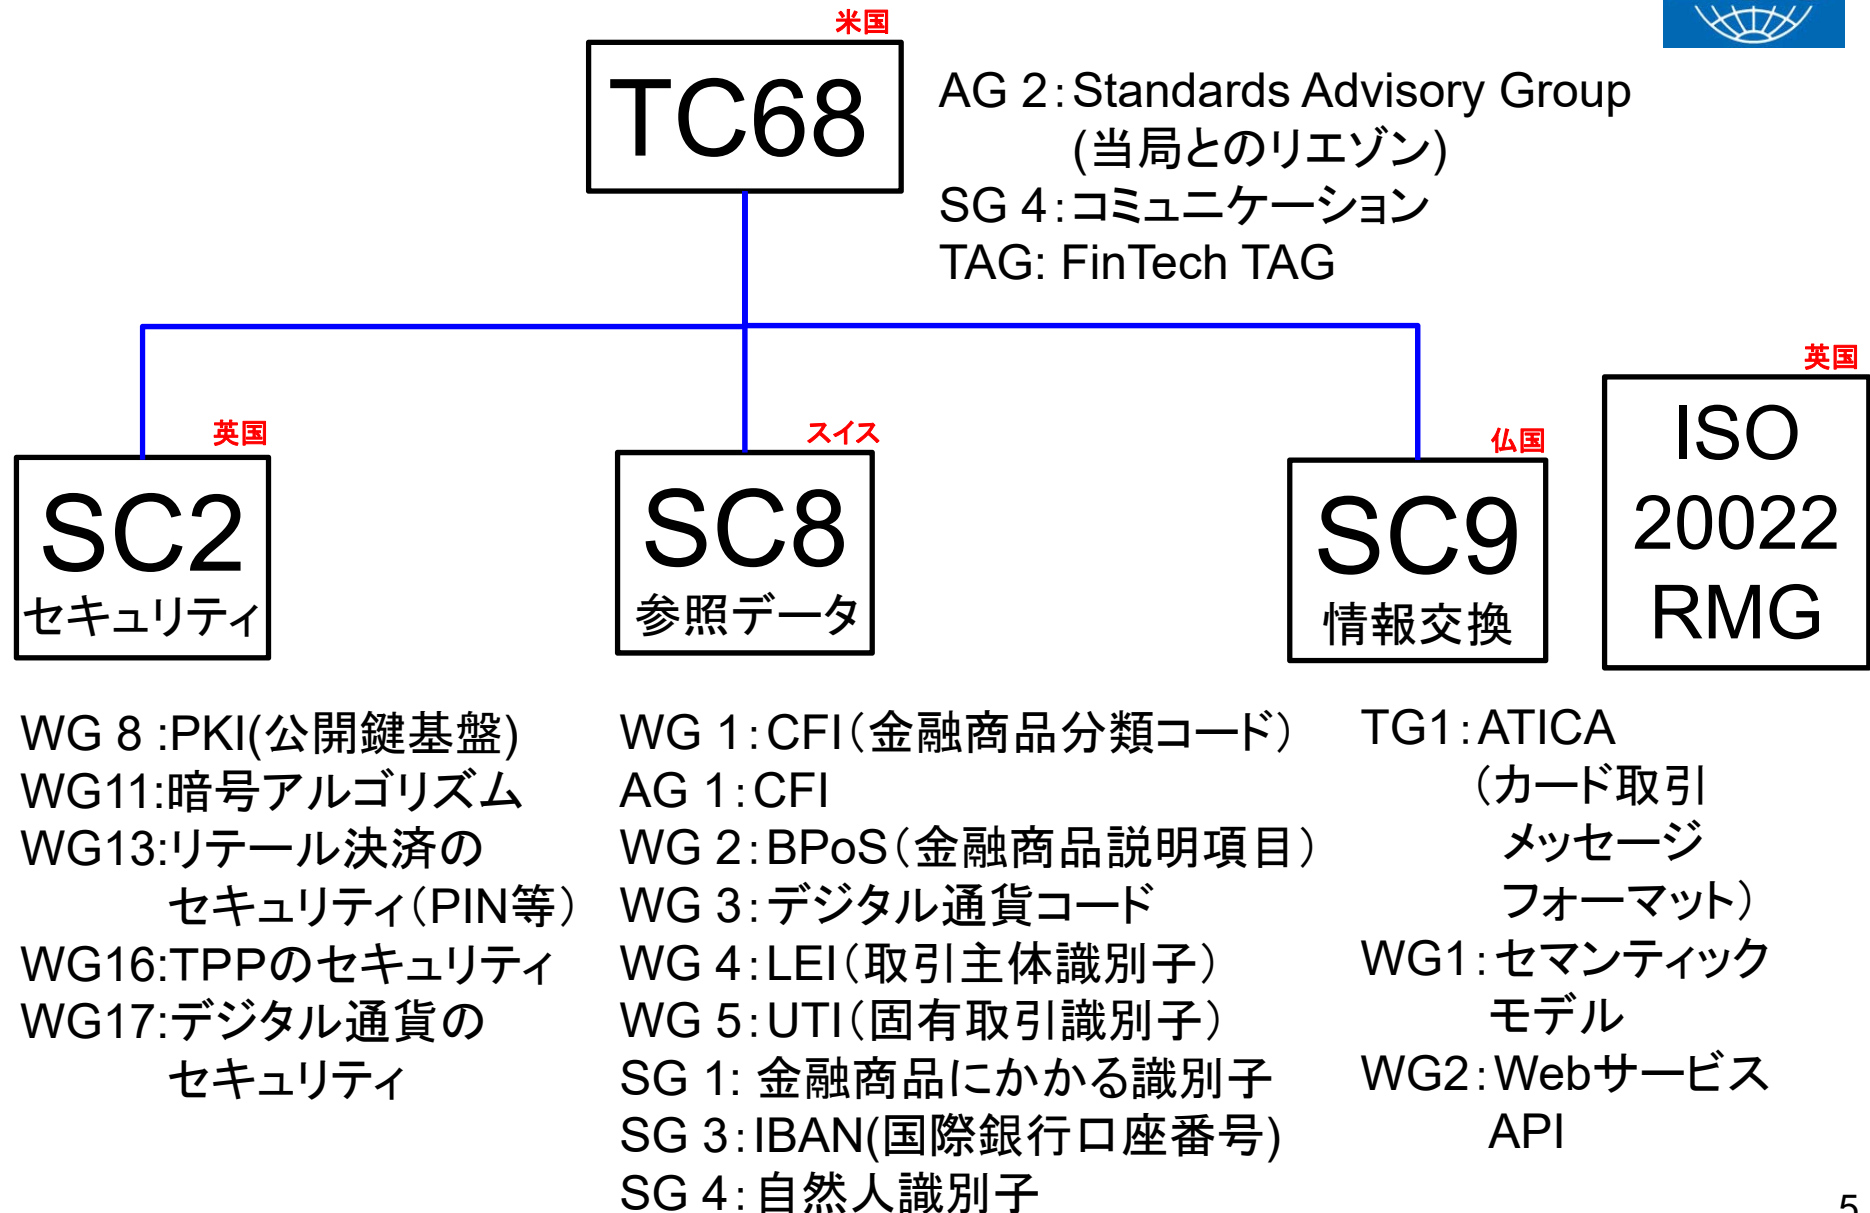 米国
TC68
AG 2：Standards Advisory Group
(当局とのリエゾン)
SG 4：コミュニケーション
TAG: FinTech TAG
英国
SC2
セキュリティ
スイス
SC8
参照データ
仏国
SC9
情報交換
英国
ISO
20022
RMG
WG 8 :PKI(公開鍵基盤)
WG11:暗号アルゴリズム
WG13:リテール決済の
セキュリティ（PIN等）
WG16:TPPのセキュリティ
WG17:デジタル通貨の
セキュリティ
WG 1：CFI（金融商品分類コード）
AG 1：CFI
WG 2：BPoS（金融商品説明項目）
WG 3：デジタル通貨コード
WG 4：LEI（取引主体識別子）
WG 5：UTI（固有取引識別子）
SG 1: 金融商品にかかる識別子
SG 3：IBAN(国際銀行口座番号)
SG 4：自然人識別子
TG1：ATICA
（カード取引
メッセージ
フォーマット）
WG1：セマンティック
モデル
WG2：Webサービス
API
5